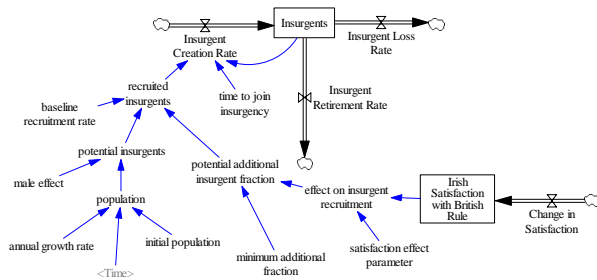 Insurgents
Insurgent
Creation Rate
Insurgent Loss
Rate
recruited
insurgents
time to join
insurgency
Insurgent
Retirement Rate
baseline
recruitment rate
potential insurgents
potential additional
insurgent fraction
male effect
effect on insurgent
recruitment
Irish
Satisfaction
with British
Rule
Change in
Satisfaction
population
annual growth rate
initial population
minimum additional
fraction
satisfaction effect
parameter
<Time>